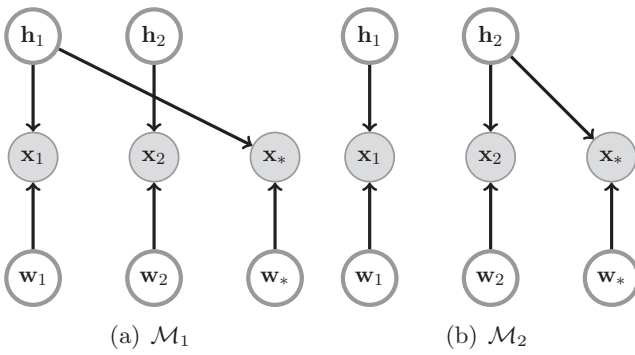 h₁ h₂ h₁ h₂
x₁ x₂ x* x₁ x₂ x*
w₁ w₂ w* w₁ w₂ w*
(a) ℳ₁ (b) ℳ₂